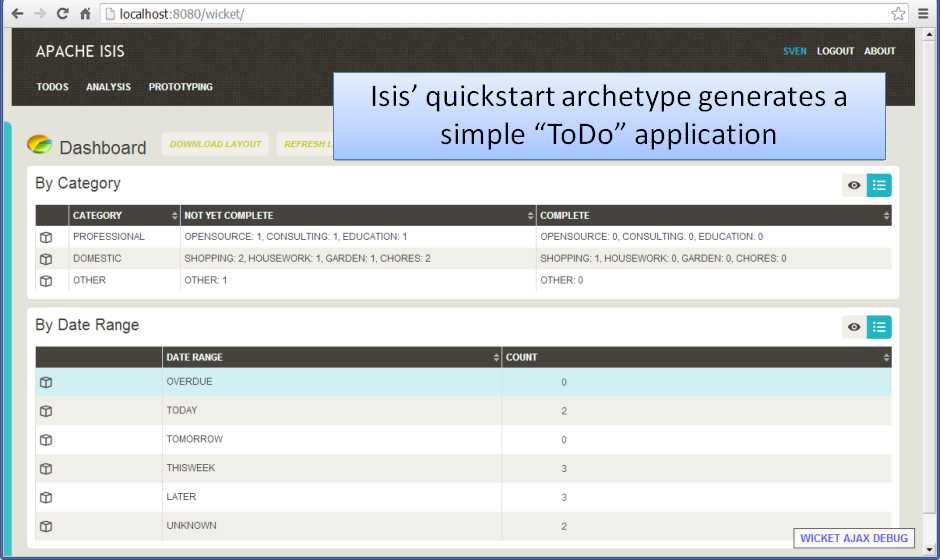 localhost:8080/wicket/
APACHE ISIS
SVEN LOGOUT ABOUT
TODOS ANALYSIS PROTOTYPING
Isis’ quickstart archetype generates a
simple “ToDo” application
Dashboard DOWNLOAD LAYOUT REFRESH L
By Category
CATEGORY NOT YET COMPLETE COMPLETE
PROFESSIONAL OPENSOURCE: 1, CONSULTING: 1, EDUCATION: 1 OPENSOURCE: 0, CONSULTING: 0, EDUCATION: 0
DOMESTIC SHOPPING: 2, HOUSEWORK: 1, GARDEN: 1, CHORES: 2 SHOPPING: 1, HOUSEWORK: 0, GARDEN: 0, CHORES: 0
OTHER OTHER: 1 OTHER: 0
By Date Range
DATE RANGE COUNT
OVERDUE 0
TODAY 2
TOMORROW 0
THISWEEK 3
LATER 3
UNKNOWN 2
WICKET AJAX DEBUG